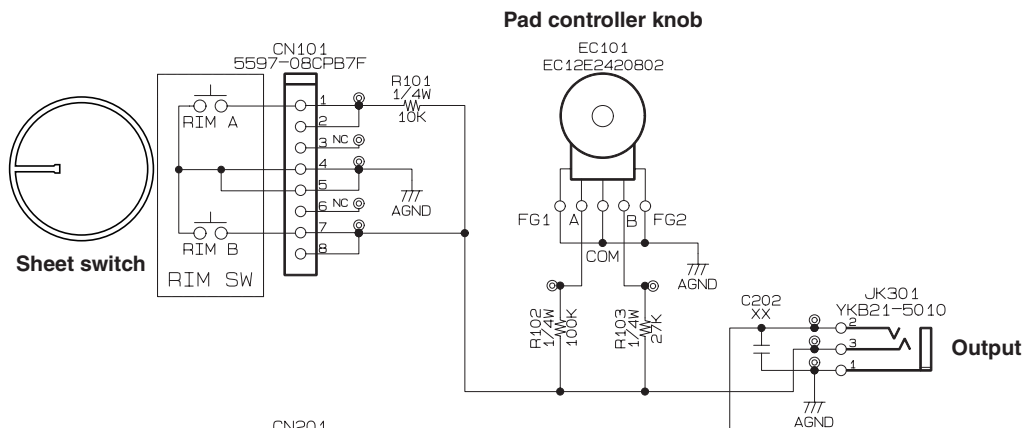 Pad controller knob
CN101
5597-08CPB7F
EC101
EC12E2420802
R101
1/4W
10K
RIM A
1
2
3 NC
4
5
6 NC
7
8
AGND
RIM B
RIM SW
Sheet switch
FG1 A B FG2
COM
AGND
R102
1/4W
100K
R103
1/4W
27K
C202
XX
JK301
YKB21-5010
2
3
1
Output
AGND
CN201